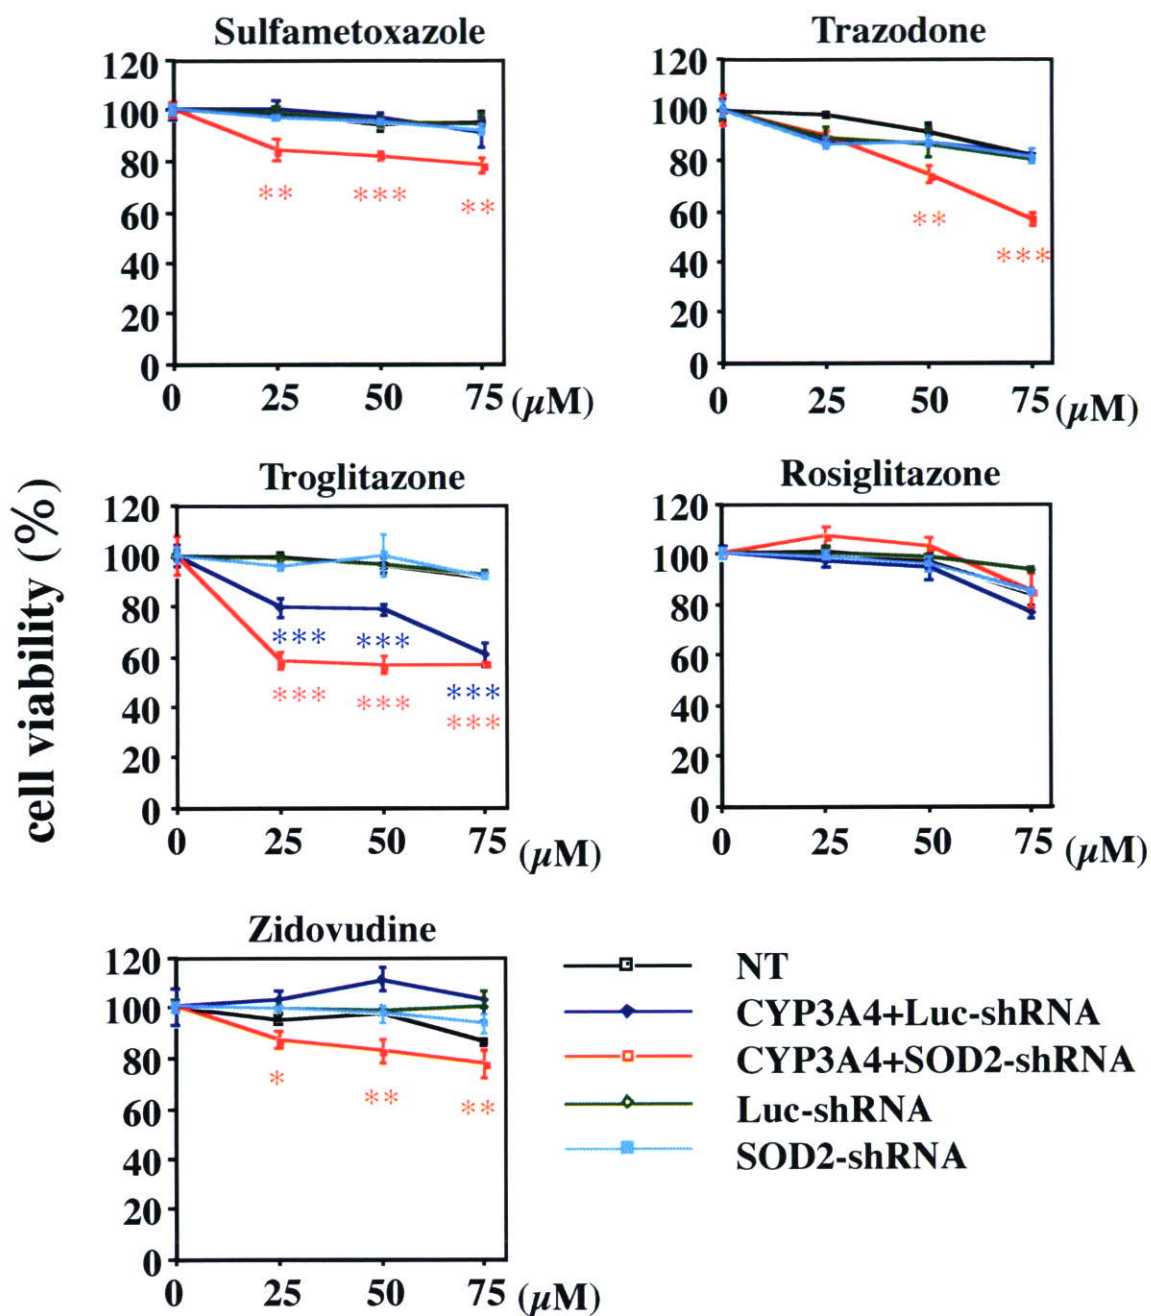 Sulfametoxazole
120
100
80
60
40
20
0
0 25 50 75 (μM)
** *** **
Trazodone
120
100
80
60
40
20
0
0 25 50 75 (μM)
** ***
cell viability (%)
Troglitazone
120
100
80
60
40
20
0
0 25 50 75 (μM)
*** *** ***
*** *** ***
Rosiglitazone
120
100
80
60
40
20
0
0 25 50 75 (μM)
Zidovudine
120
100
80
60
40
20
0
0 25 50 75 (μM)
* ** **
NT
CYP3A4+Luc-shRNA
CYP3A4+SOD2-shRNA
Luc-shRNA
SOD2-shRNA